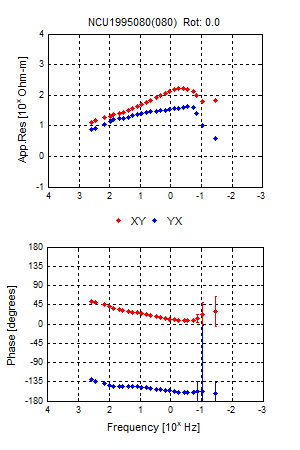 NCU1995080(080) Rot: 0.0
App.Res [10^x Ohm-m]
4
3
2
1
0
-1
4 3 2 1 0 -1 -2 -3
XY YX
Phase [degrees]
180
135
90
45
0
-45
-90
-135
-180
4 3 2 1 0 -1 -2 -3
Frequency [10^x Hz]